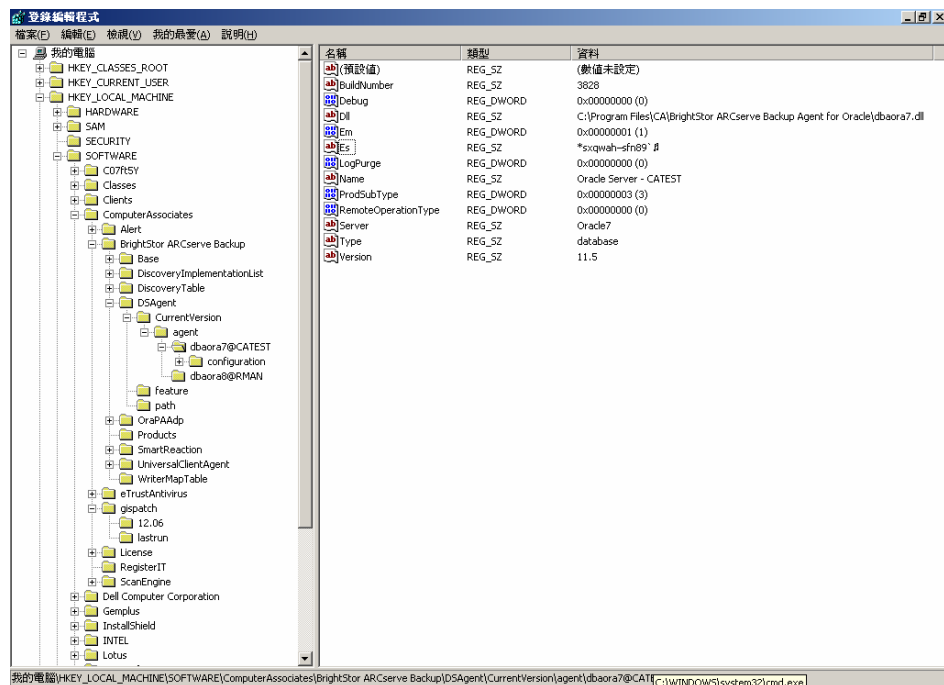 登錄編輯程式
檔案(F) 編輯(E) 檢視(V) 我的最愛(A) 說明(H)
我的電腦
HKEY_CLASSES_ROOT
HKEY_CURRENT_USER
HKEY_LOCAL_MACHINE
HARDWARE
SAM
SECURITY
SOFTWARE
C07ft5Y
Classes
Clients
ComputerAssociates
Alert
BrightStor ARCserve Backup
Base
DiscoveryImplementationList
DiscoveryTable
DSAgent
CurrentVersion
agent
dbaora7@CATEST
configuration
dbaora8@RMAN
feature
path
OraPAAdp
Products
SmartReaction
UniversalClientAgent
WriterMapTable
eTrustAntivirus
gispatch
12.06
lastrun
License
RegisterIT
ScanEngine
Dell Computer Corporation
Gemplus
InstallShield
INTEL
Lotus
名稱 類型 資料
(預設值) REG_SZ (數值未設定)
BuildNumber REG_SZ 3828
Debug REG_DWORD 0x00000000 (0)
Dll REG_SZ C:\Program Files\CA\BrightStor ARCserve Backup Agent for Oracle\dbaora7.dll
Em REG_DWORD 0x00000001 (1)
Es REG_SZ *sxqwah~sfn89`
LogPurge REG_DWORD 0x00000000 (0)
Name REG_SZ Oracle Server - CATEST
ProdSubType REG_DWORD 0x00000003 (3)
RemoteOperationType REG_DWORD 0x00000000 (0)
Server REG_SZ Oracle7
Type REG_SZ database
Version REG_SZ 11.5
我的電腦\HKEY_LOCAL_MACHINE\SOFTWARE\ComputerAssociates\BrightStor ARCserve Backup\DSAgent\CurrentVersion\agent\dbaora7@CATE
C:\WINDOWS\system32\cmd.exe